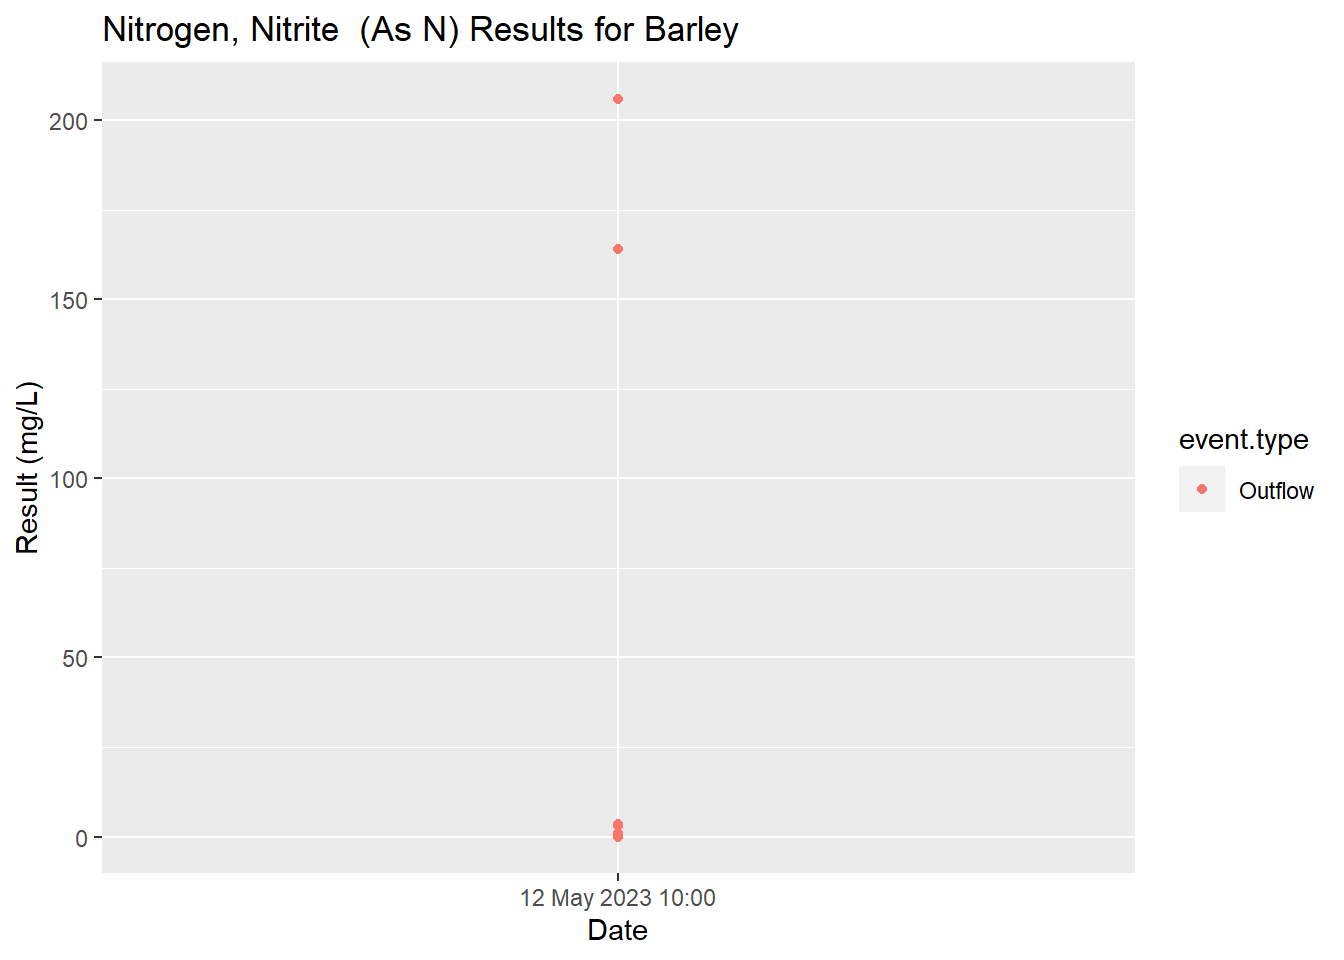 Nitrogen, Nitrite  (As N) Results for Barley
200
150
100
50
0
Result (mg/L)
12 May 2023 10:00
Date
event.type
Outflow